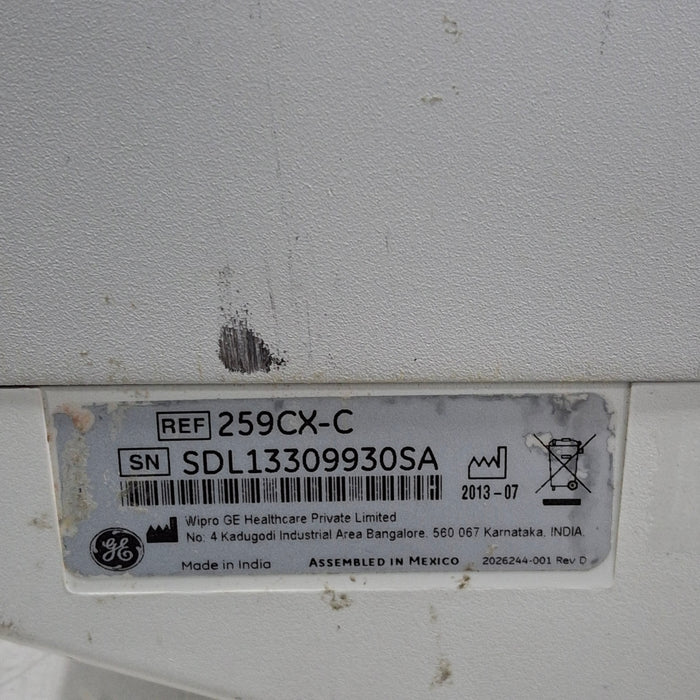 REF 259CX-C
SN SDL13309930SA
2013-07
Wipro GE Healthcare Private Limited
No. 4 Kadugodi Industrial Area Bangalore. 560 067 Karnataka, INDIA.
GE
Made in India ASSEMBLED IN MEXICO 2026244-001 Rev D